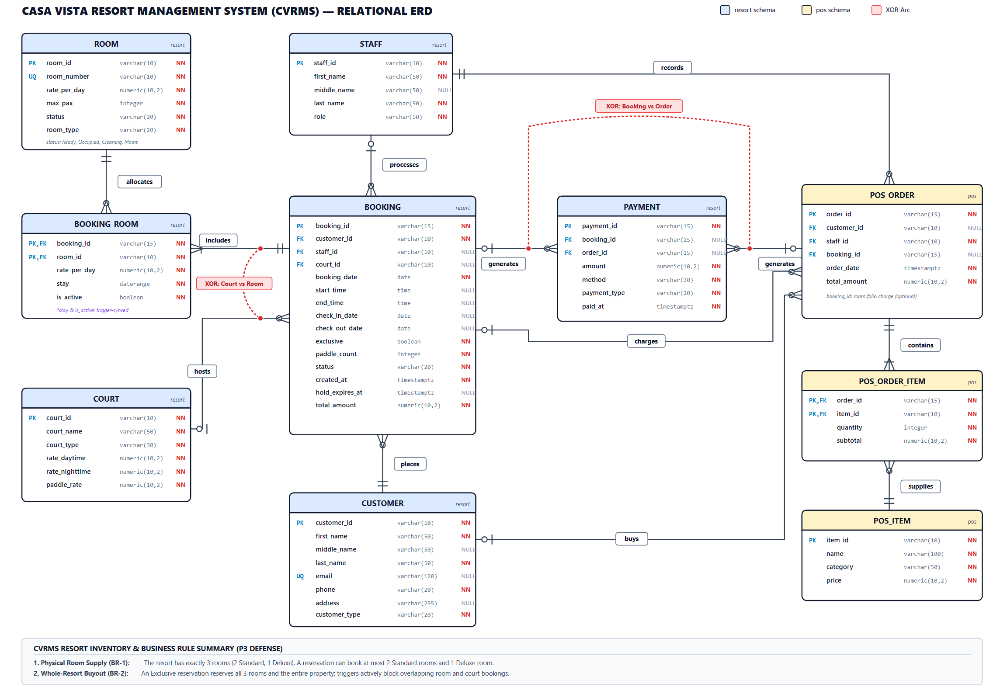 CASA VISTA RESORT MANAGEMENT SYSTEM (CVRMS) — RELATIONAL ERD
resort schema
pos schema
XOR Arc
ROOM resort
PK room_id varchar(10) NN
UQ room_number varchar(10) NN
rate_per_day numeric(10,2) NN
max_pax integer NN
status varchar(20) NN
room_type varchar(20) NN
status: Ready, Occupied, Cleaning, Maint.
STAFF resort
PK staff_id varchar(10) NN
first_name varchar(50) NN
middle_name varchar(50) NULL
last_name varchar(50) NN
role varchar(50) NN
records
XOR: Booking vs Order
processes
allocates
BOOKING_ROOM resort
PK,FK booking_id varchar(15) NN
PK,FK room_id varchar(10) NN
rate_per_day numeric(10,2) NN
stay daterange NN
is_active boolean NN
*stay & is_active: trigger-synced
includes
XOR: Court vs Room
hosts
BOOKING resort
PK booking_id varchar(15) NN
FK customer_id varchar(10) NN
FK staff_id varchar(10) NULL
FK court_id varchar(10) NULL
booking_date date NN
start_time time NULL
end_time time NULL
check_in_date date NULL
check_out_date date NULL
exclusive boolean NN
paddle_count integer NN
status varchar(20) NN
created_at timestamptz NN
hold_expires_at timestamptz NULL
total_amount numeric(10,2) NN
generates
PAYMENT resort
PK payment_id varchar(15) NN
FK booking_id varchar(15) NULL*
FK order_id varchar(15) NULL*
amount numeric(10,2) NN
method varchar(30) NN
payment_type varchar(20) NN
paid_at timestamptz NN
generates
charges
POS_ORDER pos
PK order_id varchar(15) NN
FK customer_id varchar(10) NULL
FK staff_id varchar(10) NN
FK booking_id varchar(15) NULL
order_date timestamptz NN
total_amount numeric(10,2) NN
booking_id: room folio charge (optional)
contains
COURT resort
PK court_id varchar(10) NN
court_name varchar(50) NN
court_type varchar(30) NN
rate_daytime numeric(10,2) NN
rate_nighttime numeric(10,2) NN
paddle_rate numeric(10,2) NN
places
POS_ORDER_ITEM pos
PK,FK order_id varchar(15) NN
PK,FK item_id varchar(10) NN
quantity integer NN
subtotal numeric(10,2) NN
supplies
CUSTOMER resort
PK customer_id varchar(10) NN
first_name varchar(50) NN
middle_name varchar(50) NULL
last_name varchar(50) NN
UQ email varchar(120) NULL*
phone varchar(20) NN
address varchar(255) NULL*
customer_type varchar(20) NN
buys
POS_ITEM pos
PK item_id varchar(10) NN
name varchar(100) NN
category varchar(50) NN
price numeric(10,2) NN
CVRMS RESORT INVENTORY & BUSINESS RULE SUMMARY (P3 DEFENSE)
1. Physical Room Supply (BR-1): The resort has exactly 3 rooms (2 Standard, 1 Deluxe). A reservation can book at most 2 Standard rooms and 1 Deluxe room.
2. Whole-Resort Buyout (BR-2): An Exclusive reservation reserves all 3 rooms and the entire property; triggers actively block overlapping room and court bookings.